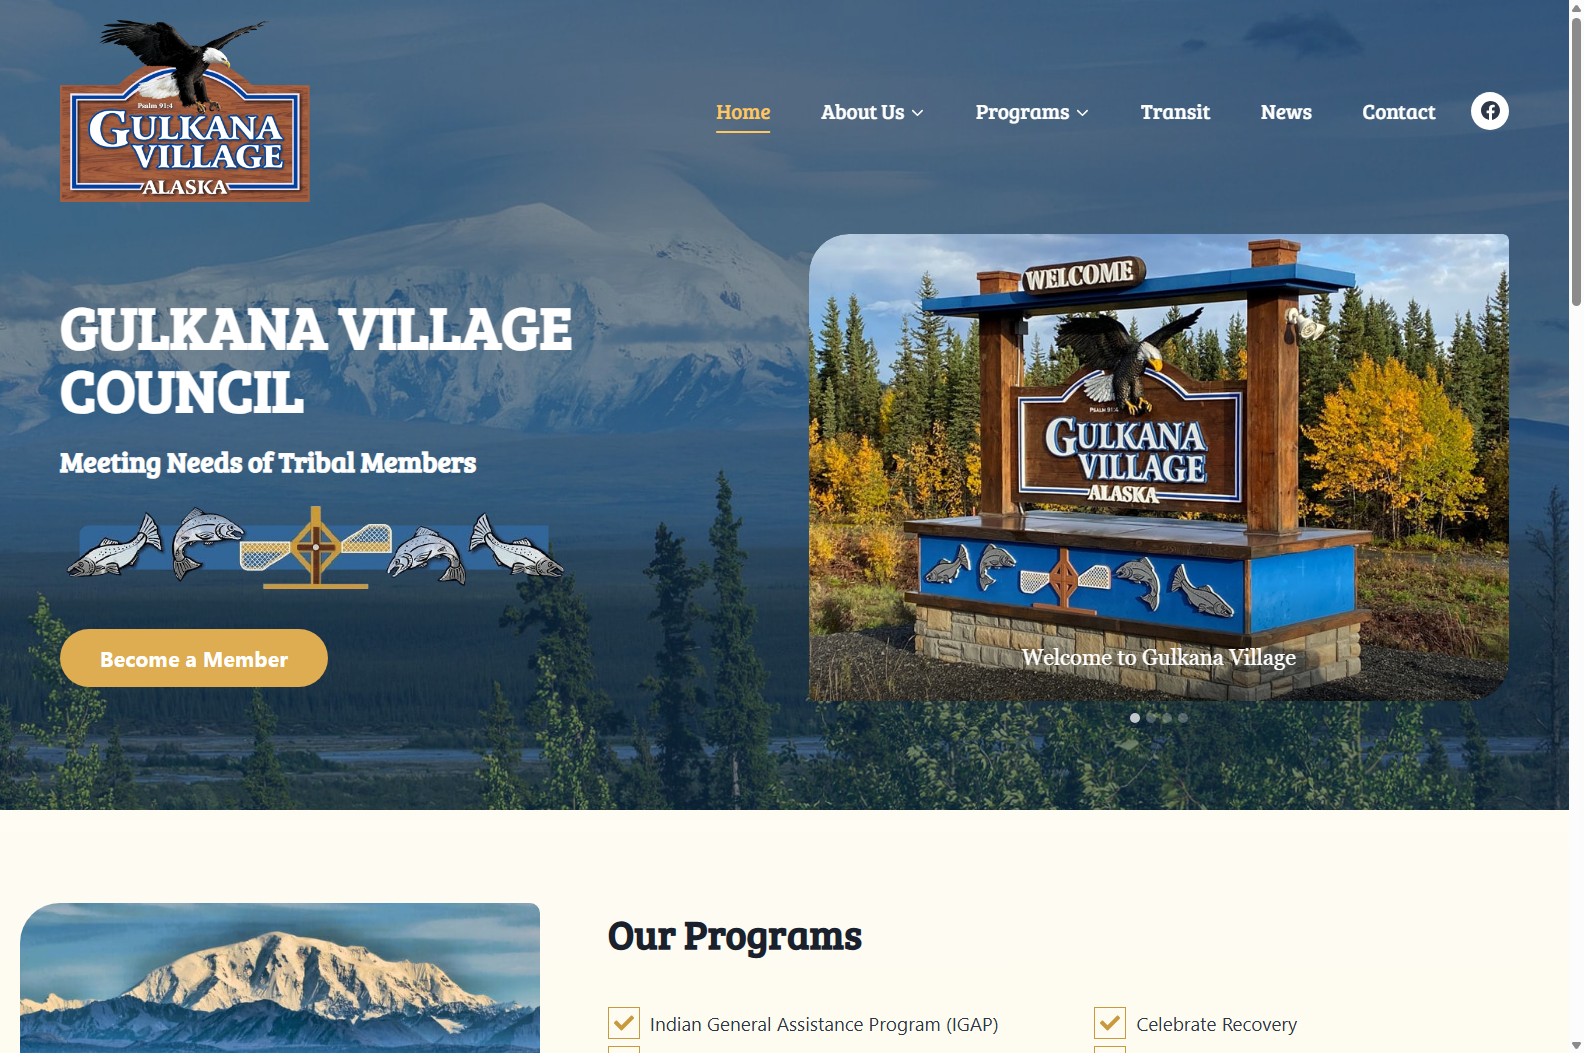 Psalm 91:4
GULKANA
VILLAGE
ALASKA
Home
About Us
Programs
Transit
News
Contact
GULKANA VILLAGE
COUNCIL
Meeting Needs of Tribal Members
Become a Member
WELCOME
PSALM 91:4
GULKANA
VILLAGE
ALASKA
Welcome to Gulkana Village
Our Programs
Indian General Assistance Program (IGAP)
Celebrate Recovery